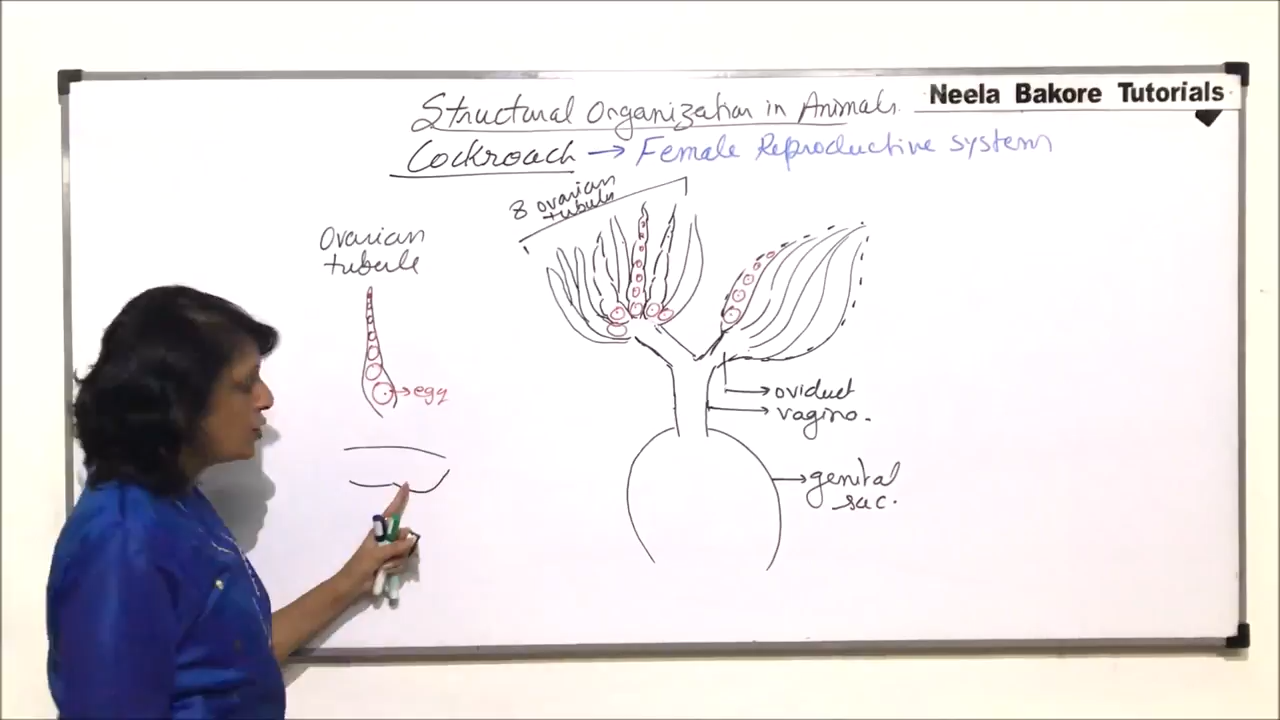 Neela Bakore Tutorials
Structural Organization in Animals.
Cockroach → Female Reproductive system
8 ovarian
tubules
Ovarian
tubule
→egg
→oviduct
→vagina.
→genital
sac.